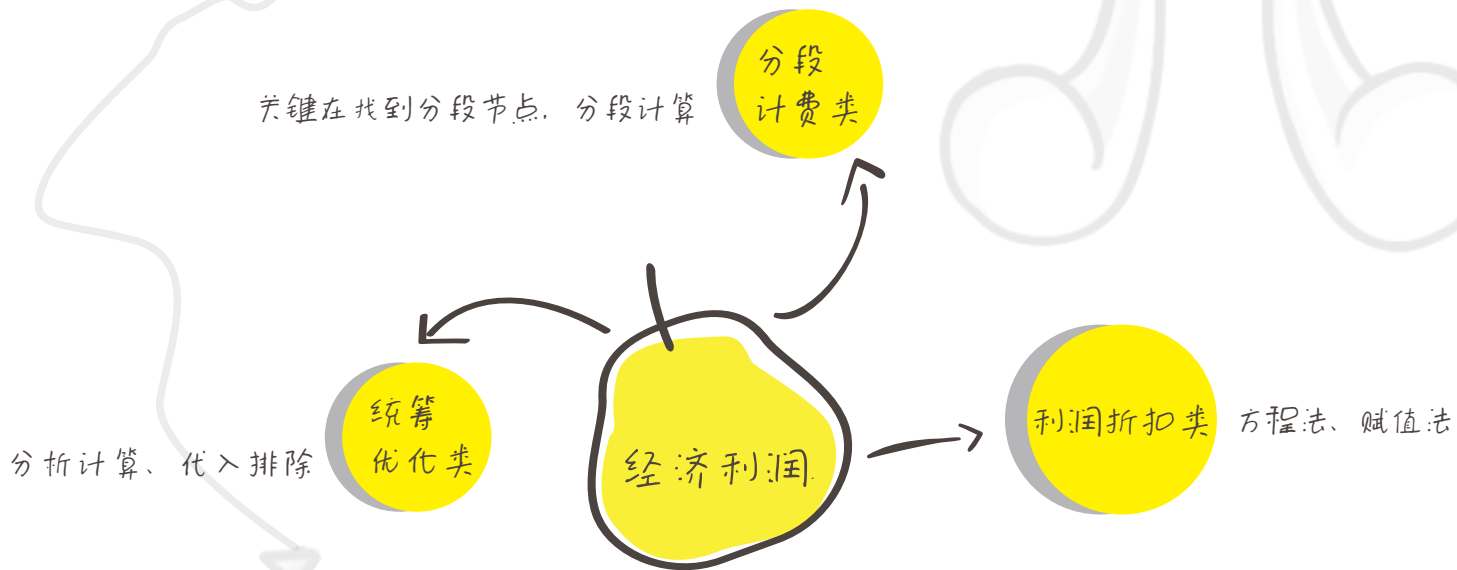 分段
计费类
关键在找到分段节点, 分段计算
统筹
优化类
分析计算、代入排除
经济利润
利润折扣类
方程法、赋值法